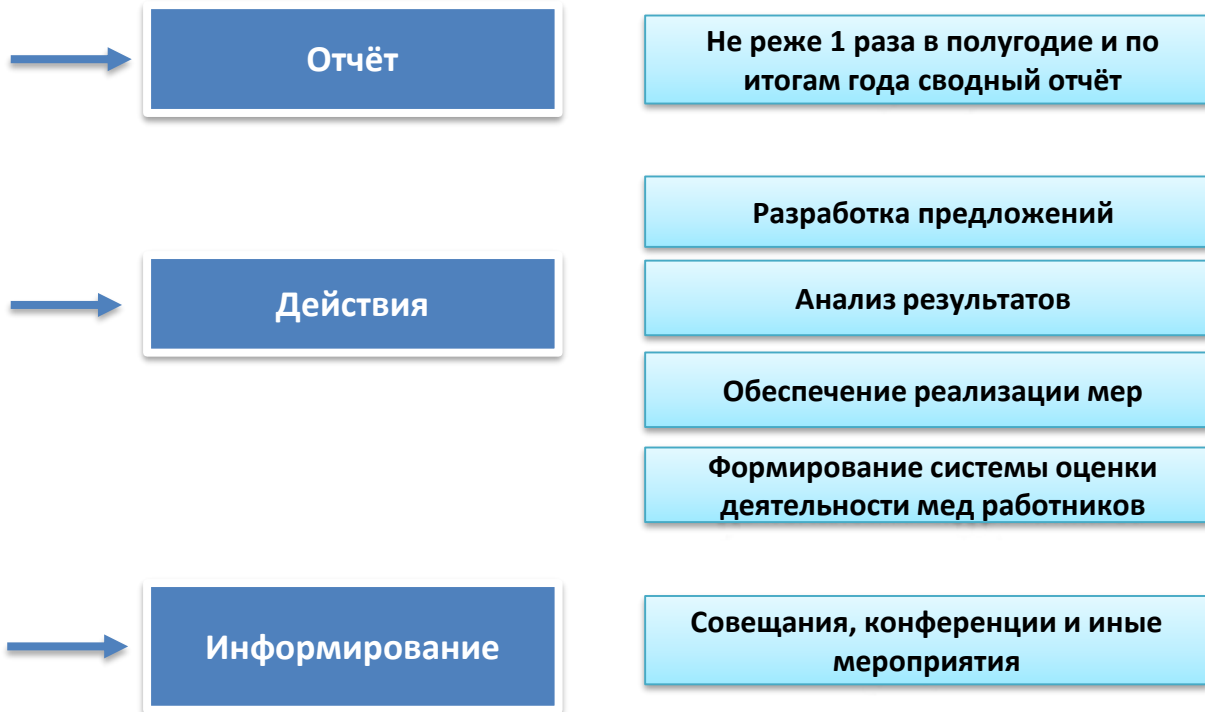 Отчёт
Не реже 1 раза в полугодие и по
итогам года сводный отчёт
Действия
Разработка предложений
Анализ результатов
Обеспечение реализации мер
Формирование системы оценки
деятельности мед работников
Информирование
Совещания, конференции и иные
мероприятия